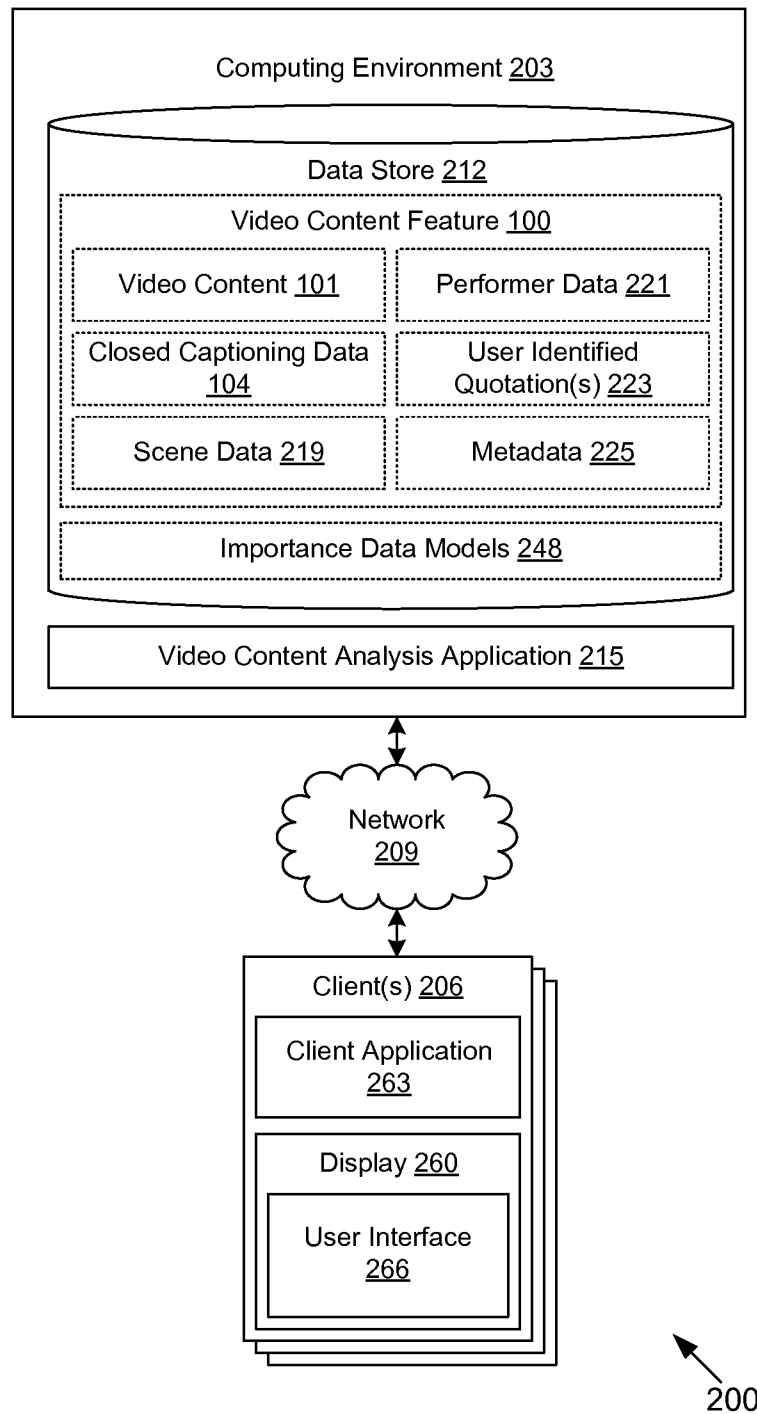 Computing Environment 203
Data Store 212
Video Content Feature 100
Video Content 101
Performer Data 221
Closed Captioning Data
104
User Identified
Quotation(s) 223
Scene Data 219
Metadata 225
Importance Data Models 248
Video Content Analysis Application 215
Network
209
Client(s) 206
Client Application
263
Display 260
User Interface
266
200